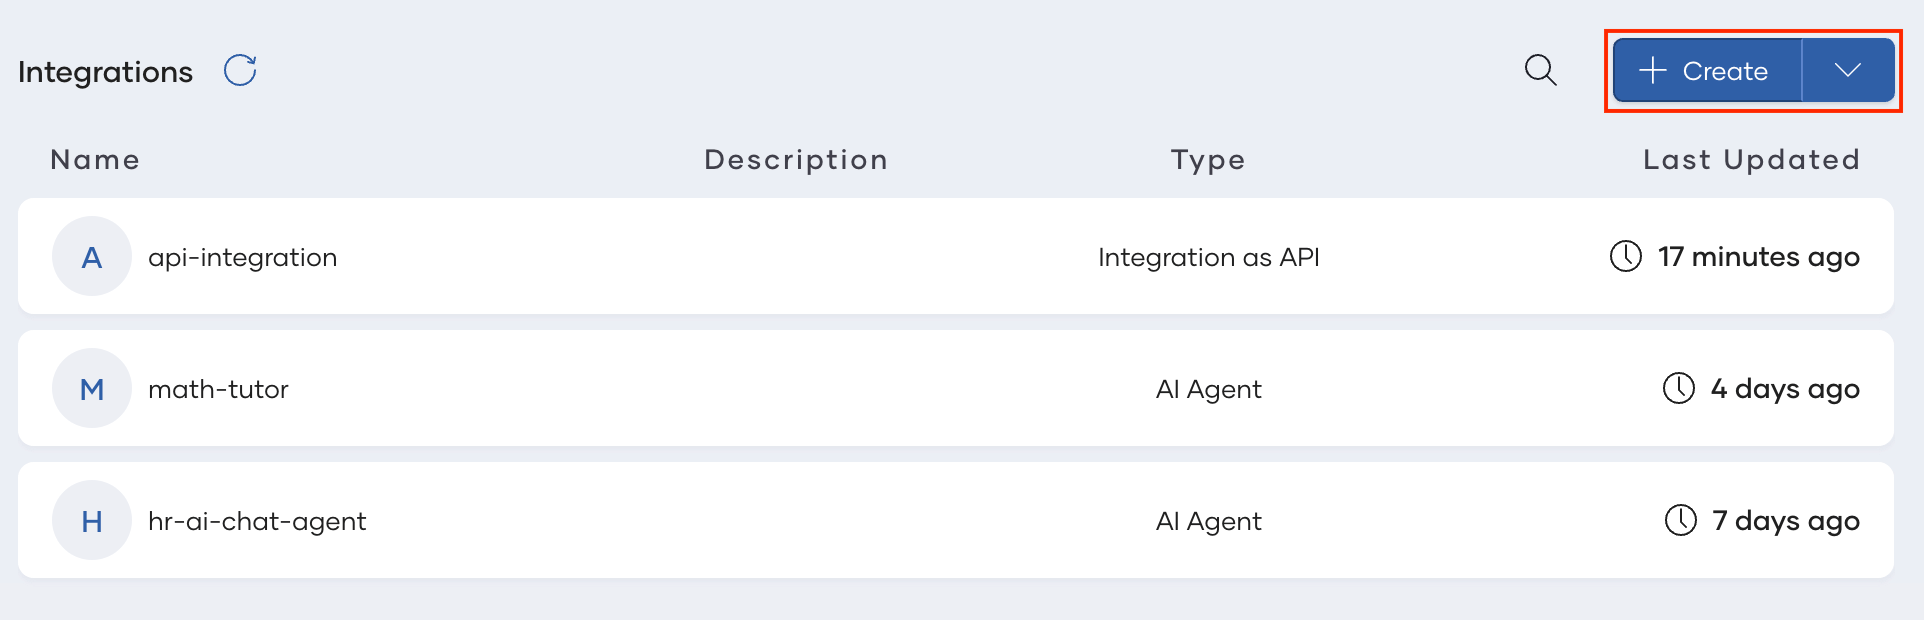 Integrations
Create
Name Description Type Last Updated
A api-integration Integration as API 17 minutes ago
M math-tutor AI Agent 4 days ago
H hr-ai-chat-agent AI Agent 7 days ago